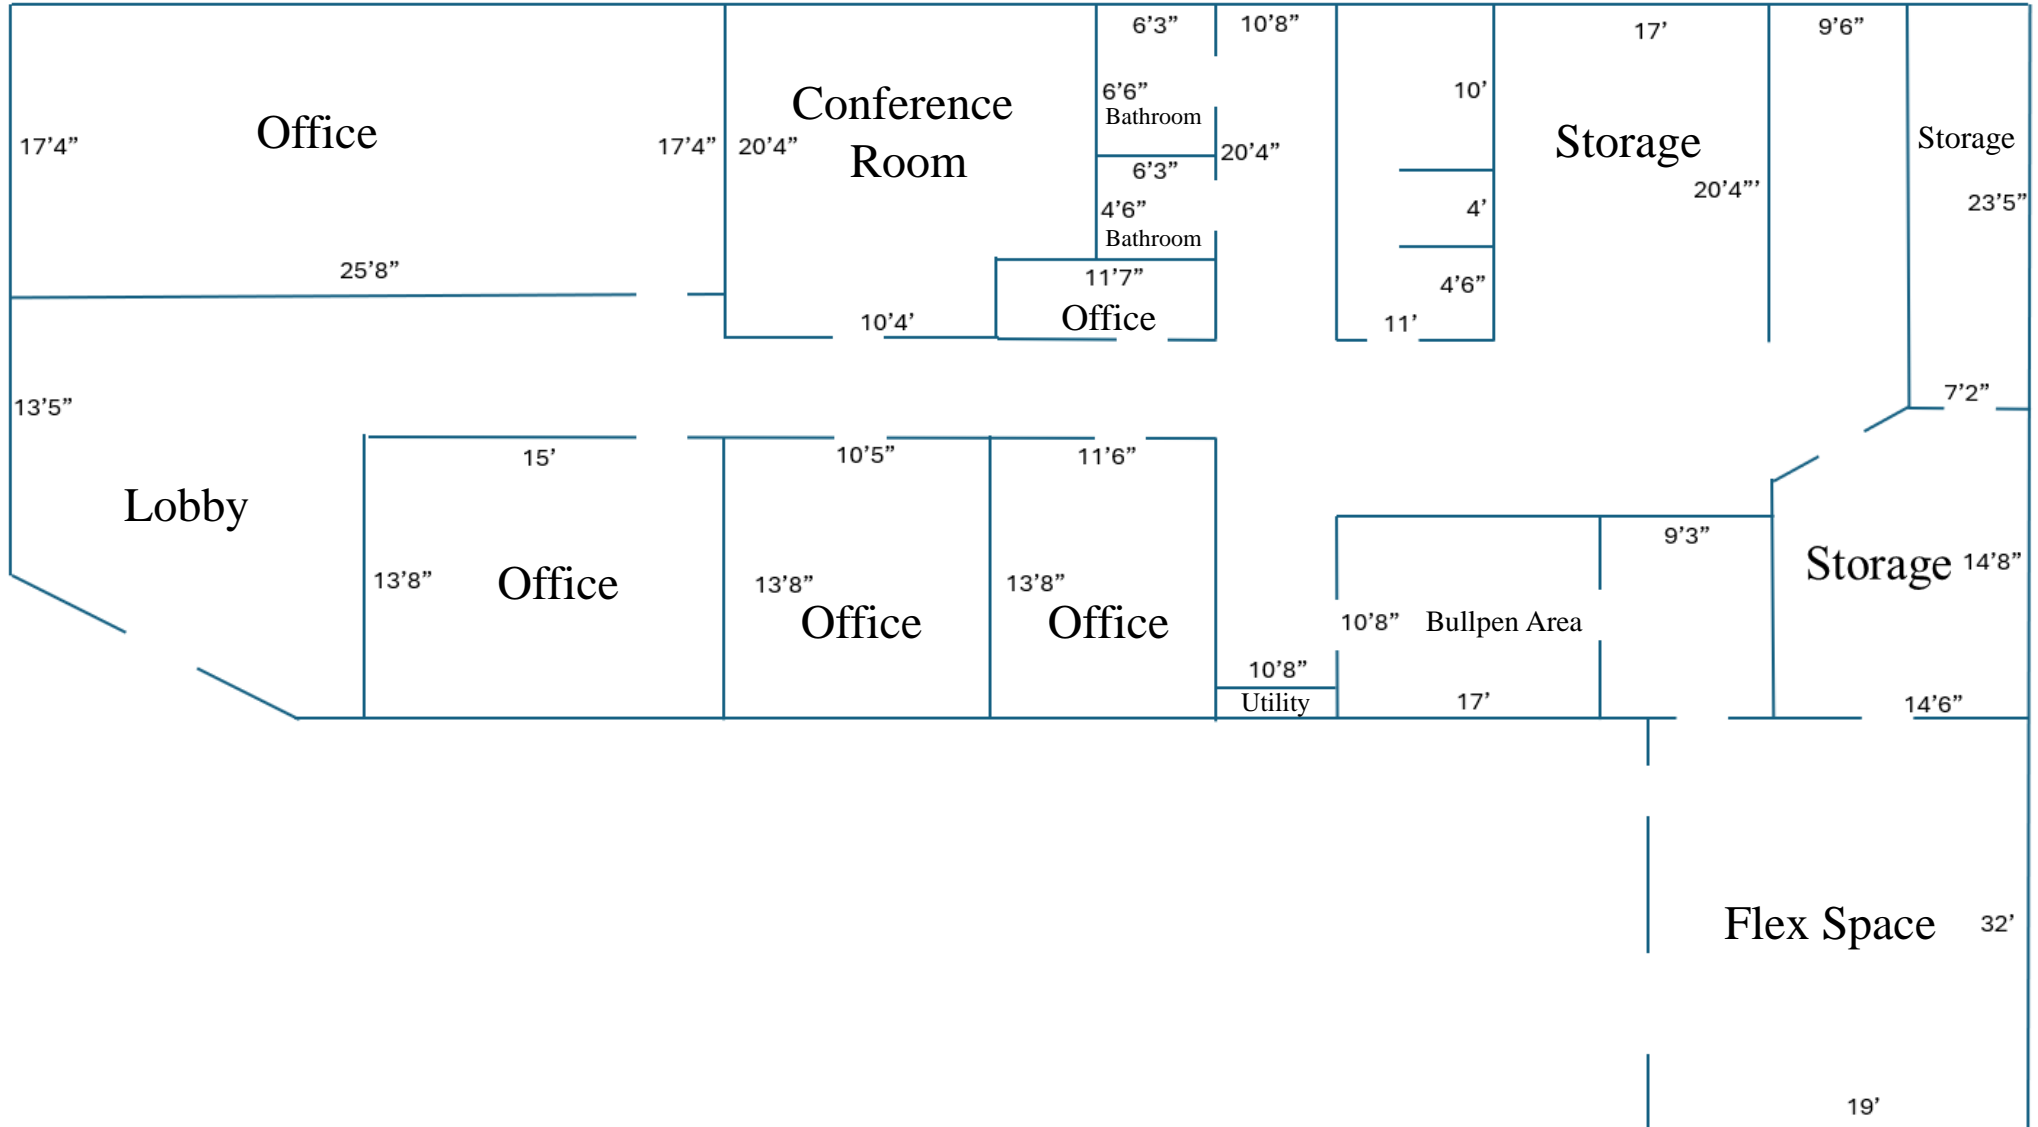 6’3”
10’8”
17’
9’6”
17’4”
Office
17’4”
20’4”
Conference
Room
6’6”
Bathroom
6’3”
4’6”
Bathroom
20’4”
10’
4’
4’6”
11’
Storage
20’4”’
Storage
23’5”
7’2”
25’8”
10’4’
11’7”
Office
13’5”
Lobby
15’
13’8”
Office
10’5”
13’8”
Office
11’6”
13’8”
Office
10’8”
Utility
10’8”
Bullpen Area
17’
9’3”
Storage
14’8”
14’6”
Flex Space
32’
19’